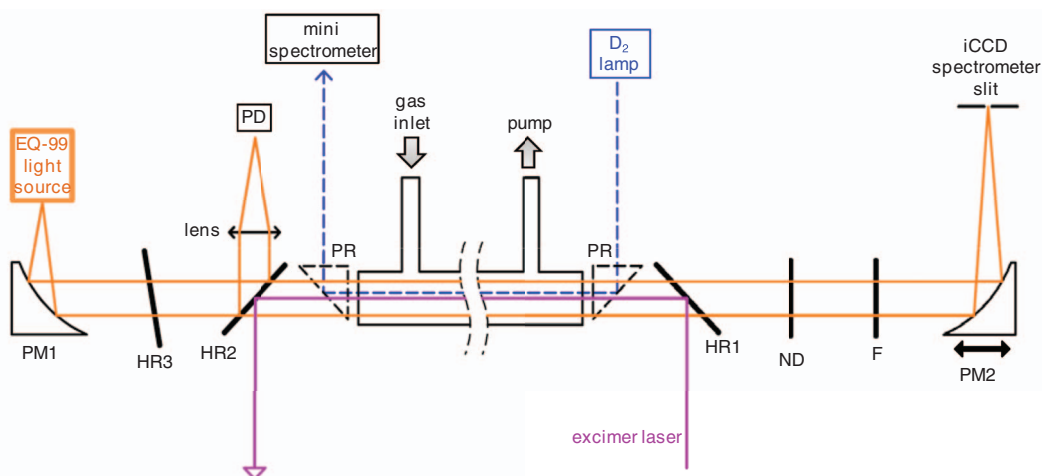 mini
spectrometer
D₂
lamp
iCCD
spectrometer
slit
PD
gas
inlet
pump
EQ-99
light
source
lens
PR
PR
PM1
HR3
HR2
HR1
ND
F
PM2
excimer laser